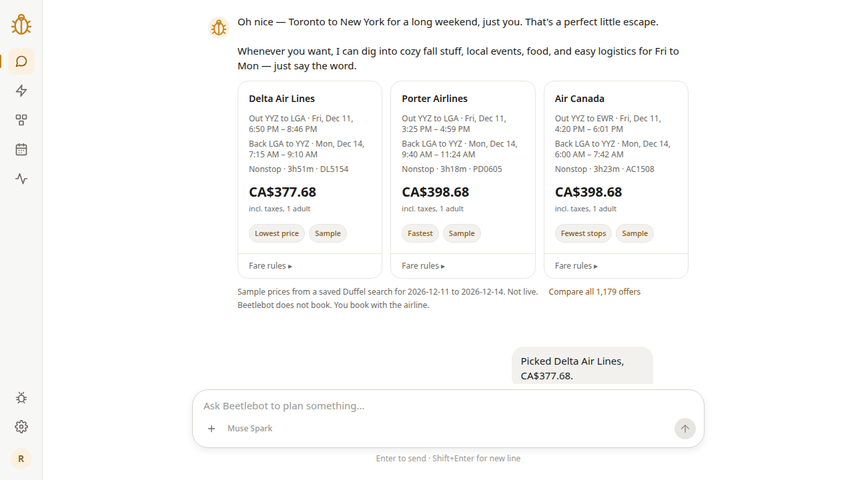 Oh nice — Toronto to New York for a long weekend, just you. That's a perfect little escape.
Whenever you want, I can dig into cozy fall stuff, local events, food, and easy logistics for Fri to
Mon — just say the word.
Delta Air Lines
Out YYZ to LGA · Fri, Dec 11,
6:50 PM – 8:46 PM
Back LGA to YYZ · Mon, Dec 14,
7:15 AM – 9:10 AM
Nonstop · 3h51m · DL5154
CA$377.68
incl. taxes, 1 adult
Lowest price
Sample
Fare rules ▸
Porter Airlines
Out YYZ to LGA · Fri, Dec 11,
3:25 PM – 4:59 PM
Back LGA to YYZ · Mon, Dec 14,
9:40 AM – 11:24 AM
Nonstop · 3h18m · PD0605
CA$398.68
incl. taxes, 1 adult
Fastest
Sample
Fare rules ▸
Air Canada
Out YYZ to EWR · Fri, Dec 11,
4:20 PM – 6:01 PM
Back EWR to YYZ · Mon, Dec 14,
6:00 AM – 7:42 AM
Nonstop · 3h23m · AC1508
CA$398.68
incl. taxes, 1 adult
Fewest stops
Sample
Fare rules ▸
Sample prices from a saved Duffel search for 2026-12-11 to 2026-12-14. Not live.
Compare all 1,179 offers
Beetlebot does not book. You book with the airline.
Picked Delta Air Lines,
CA$377.68.
Ask Beetlebot to plan something...
Muse Spark
Enter to send · Shift+Enter for new line
R